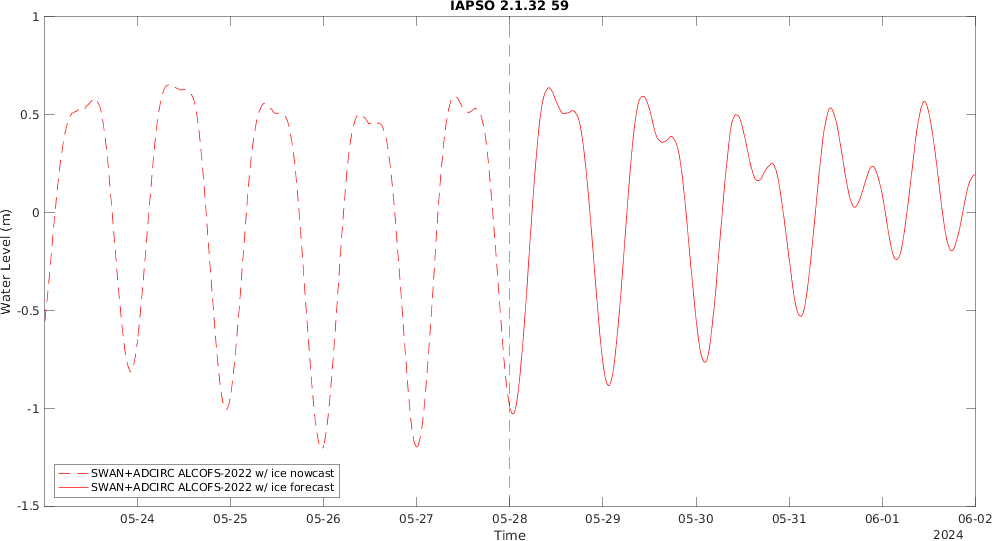 IAPSO 2.1.32 59
1
0.5
0
-0.5
-1
-1.5
Water Level (m)
SWAN+ADCIRC ALCOFS-2022 w/ ice nowcast
SWAN+ADCIRC ALCOFS-2022 w/ ice forecast
05-24 05-25 05-26 05-27 05-28 05-29 05-30 05-31 06-01 06-02
Time
2024